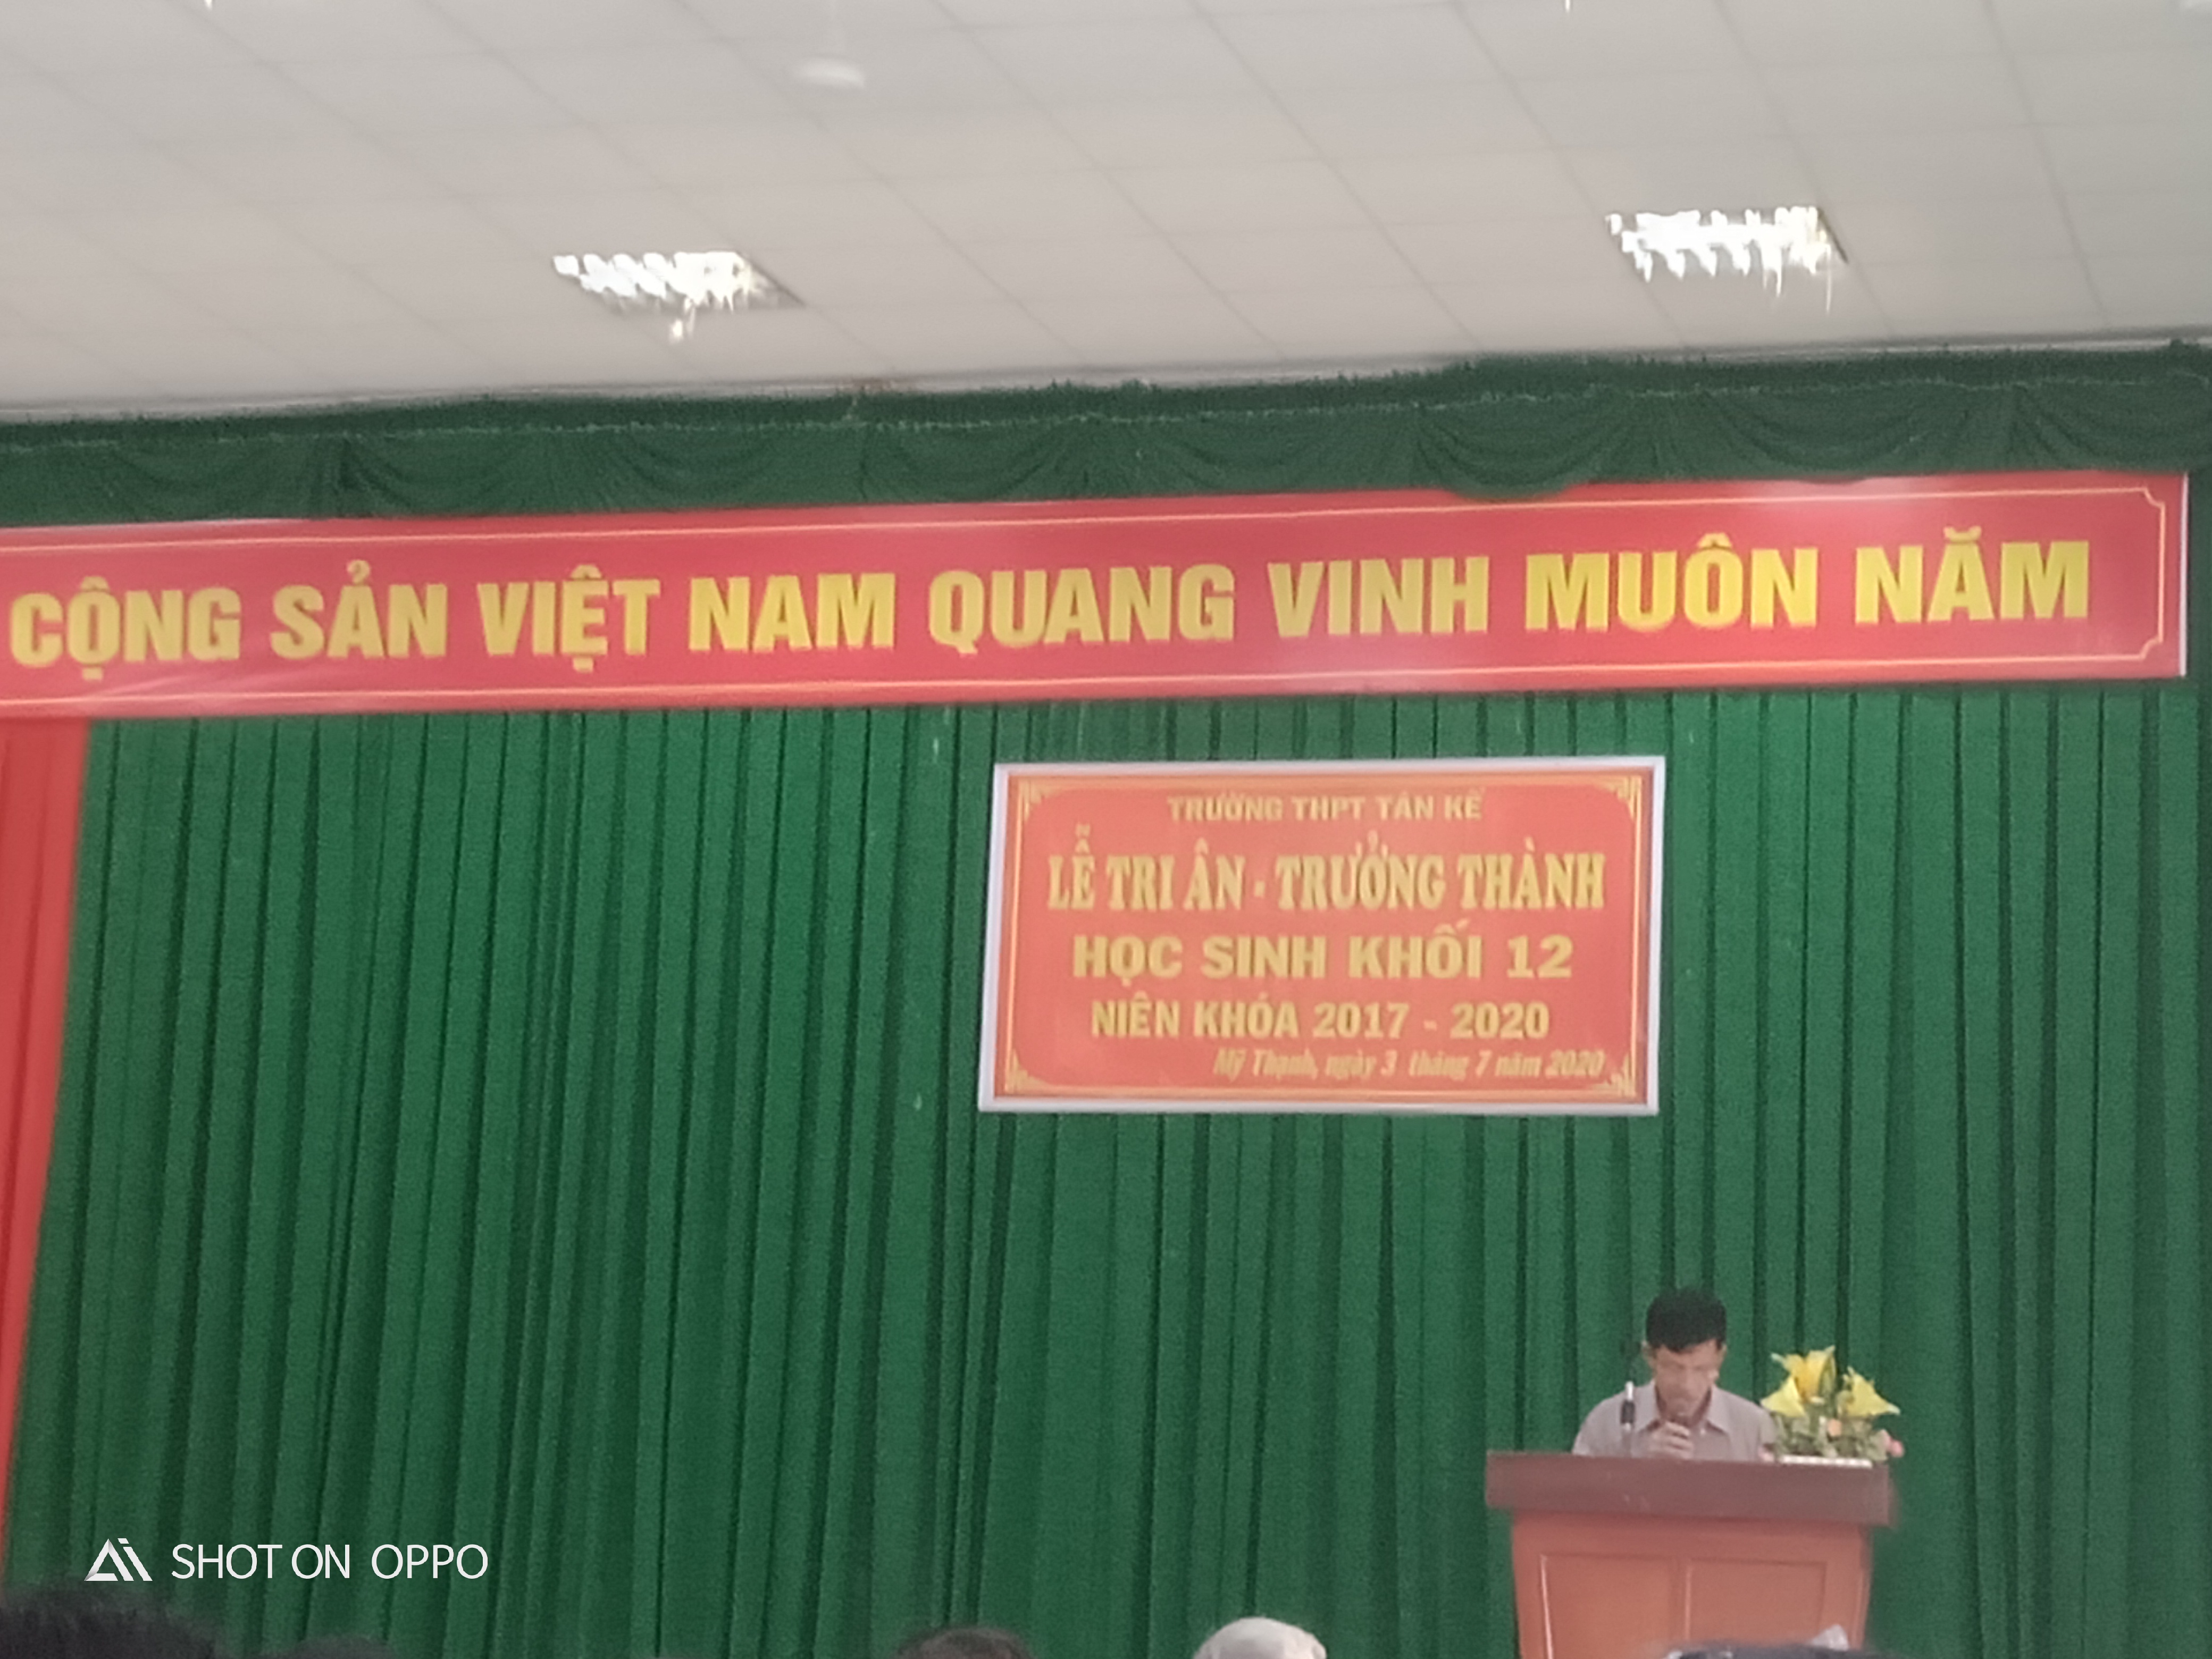 CỘNG SẢN VIỆT NAM QUANG VINH MUÔN NĂM
TRƯỜNG THPT TÁN KẾ
LỄ TRI ÂN - TRƯỞNG THÀNH
HỌC SINH KHỐI 12
NIÊN KHÓA 2017 - 2020
Mỹ Thạnh, ngày 3 tháng 7 năm 2020
SHOT ON OPPO